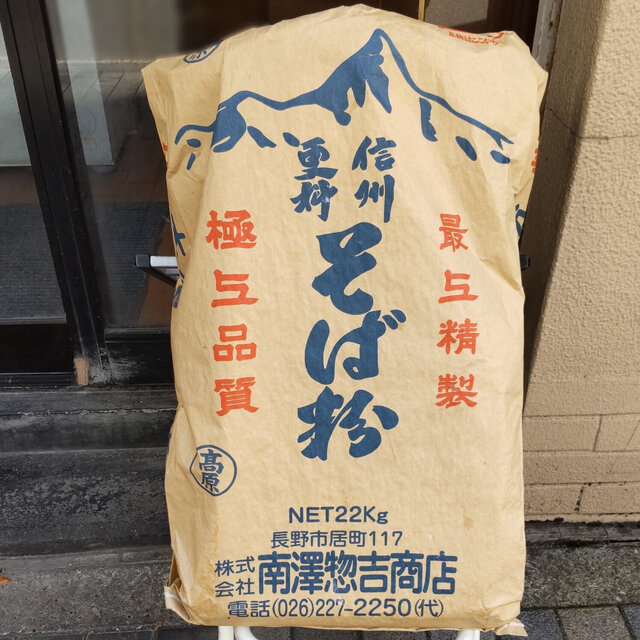 信州
更科
そば粉
最上精製
極上品質
高原
NET22Kg
長野市居町117
株式会社 南澤惣吉商店
電話(026)227-2250(代)